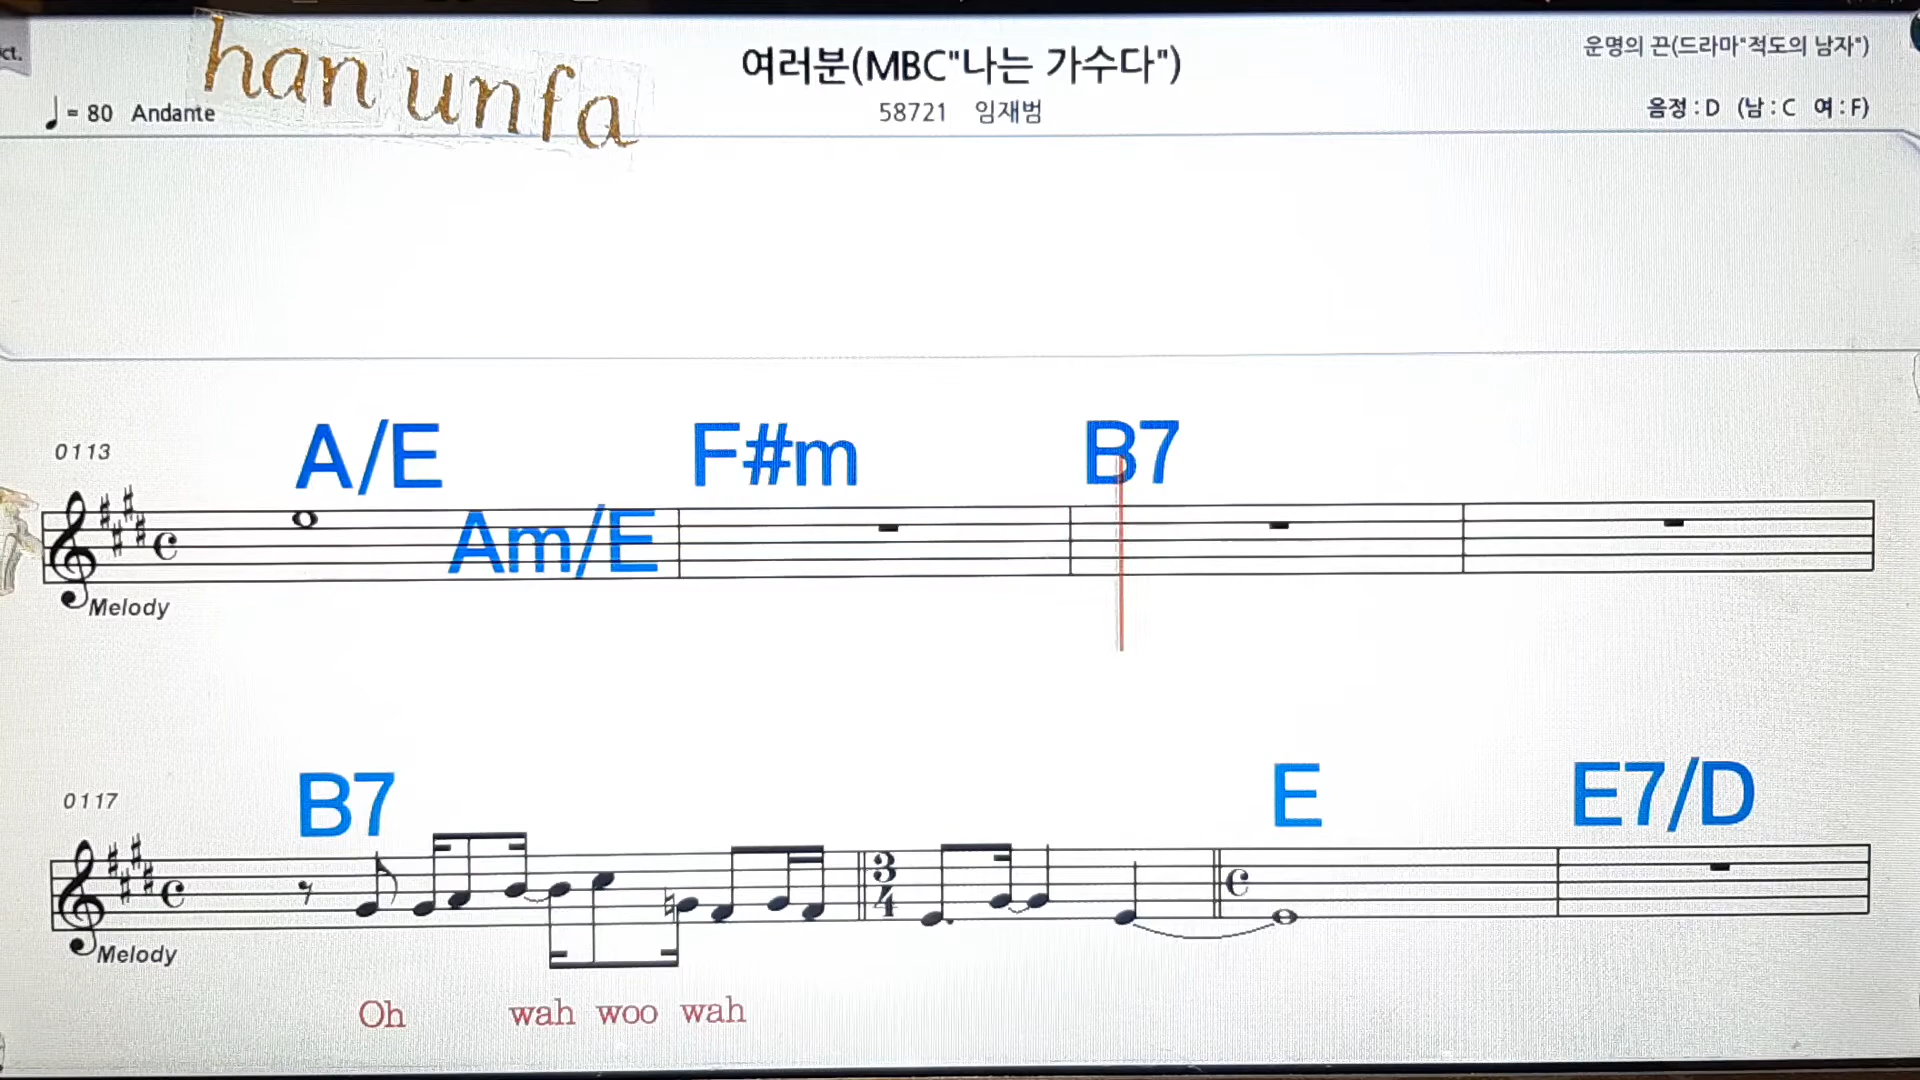 ct.
han unfa
여러분(MBC"나는 가수다")
운명의 끈(드라마"적도의 남자")
♩ = 80 Andante
58721 임재범
음정 : D (남 : C 여 : F)
0113
A/E F#m B7
Am/E
Melody
0117
B7 E E7/D
3
4
Melody
Oh wah woo wah